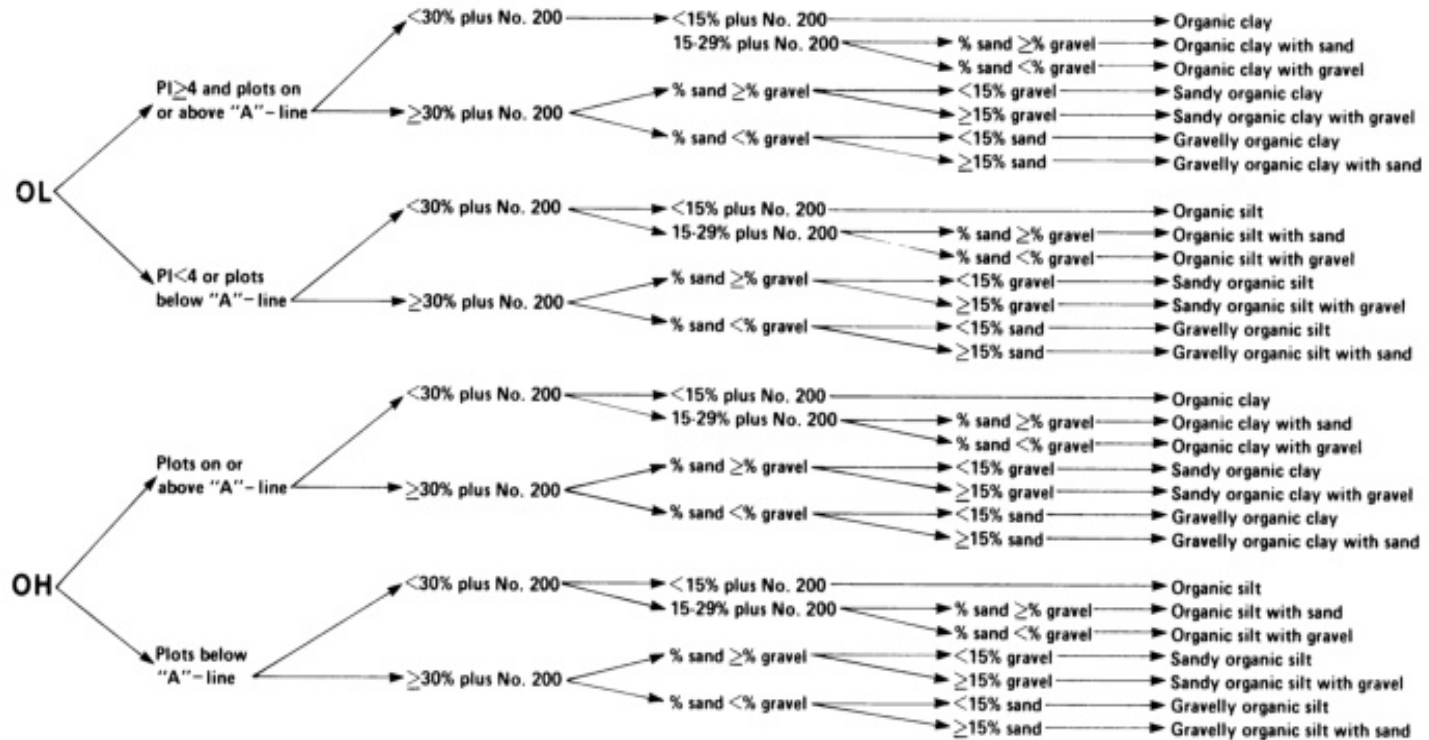 <30% plus No. 200 <15% plus No. 200 Organic clay
15-29% plus No. 200 % sand ≥% gravel Organic clay with sand
% sand <% gravel Organic clay with gravel
PI≥4 and plots on
or above "A"-line
≥30% plus No. 200 % sand ≥% gravel <15% gravel Sandy organic clay
≥15% gravel Sandy organic clay with gravel
% sand <% gravel <15% sand Gravelly organic clay
≥15% sand Gravelly organic clay with sand
OL
<30% plus No. 200 <15% plus No. 200 Organic silt
15-29% plus No. 200 % sand ≥% gravel Organic silt with sand
% sand <% gravel Organic silt with gravel
PI<4 or plots
below "A"-line
≥30% plus No. 200 % sand ≥% gravel <15% gravel Sandy organic silt
≥15% gravel Sandy organic silt with gravel
% sand <% gravel <15% sand Gravelly organic silt
≥15% sand Gravelly organic silt with sand
<30% plus No. 200 <15% plus No. 200 Organic clay
15-29% plus No. 200 % sand ≥% gravel Organic clay with sand
% sand <% gravel Organic clay with gravel
Plots on or
above "A"-line
≥30% plus No. 200 % sand ≥% gravel <15% gravel Sandy organic clay
≥15% gravel Sandy organic clay with gravel
% sand <% gravel <15% sand Gravelly organic clay
≥15% sand Gravelly organic clay with sand
OH
<30% plus No. 200 <15% plus No. 200 Organic silt
15-29% plus No. 200 % sand ≥% gravel Organic silt with sand
% sand <% gravel Organic silt with gravel
Plots below
"A"-line
≥30% plus No. 200 % sand ≥% gravel <15% gravel Sandy organic silt
≥15% gravel Sandy organic silt with gravel
% sand <% gravel <15% sand Gravelly organic silt
≥15% sand Gravelly organic silt with sand